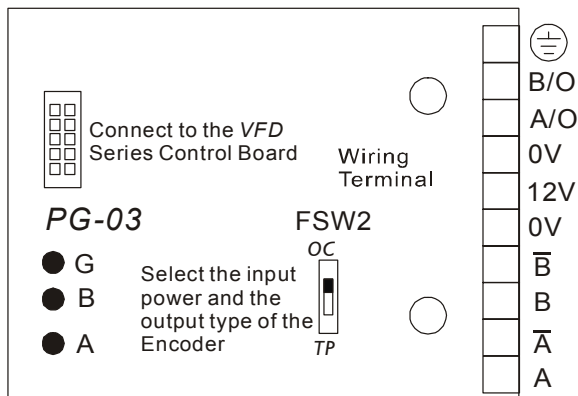 Connect to the VFD
Series Control Board
Wiring
Terminal
PG-03
FSW2
OC
G
B
A
Select the input
power and the
output type of the
Encoder
TP
B/O
A/O
0V
12V
0V
B̅
B
A̅
A